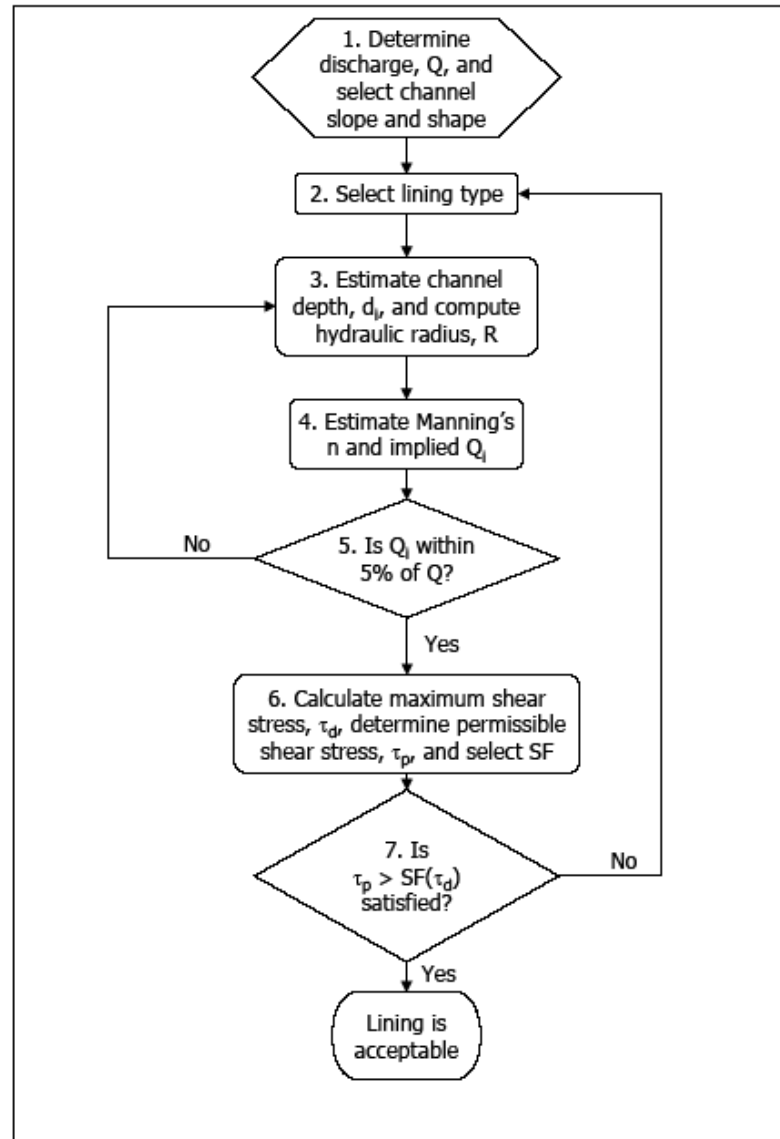 1. Determine
discharge, Q, and
select channel
slope and shape
2. Select lining type
3. Estimate channel
depth, dᵢ, and compute
hydraulic radius, R
4. Estimate Manning's
n and implied Qᵢ
No
5. Is Qᵢ within
5% of Q?
Yes
6. Calculate maximum shear
stress, τd, determine permissible
shear stress, τp, and select SF
7. Is
τp > SF(τd)
satisfied?
No
Yes
Lining is
acceptable